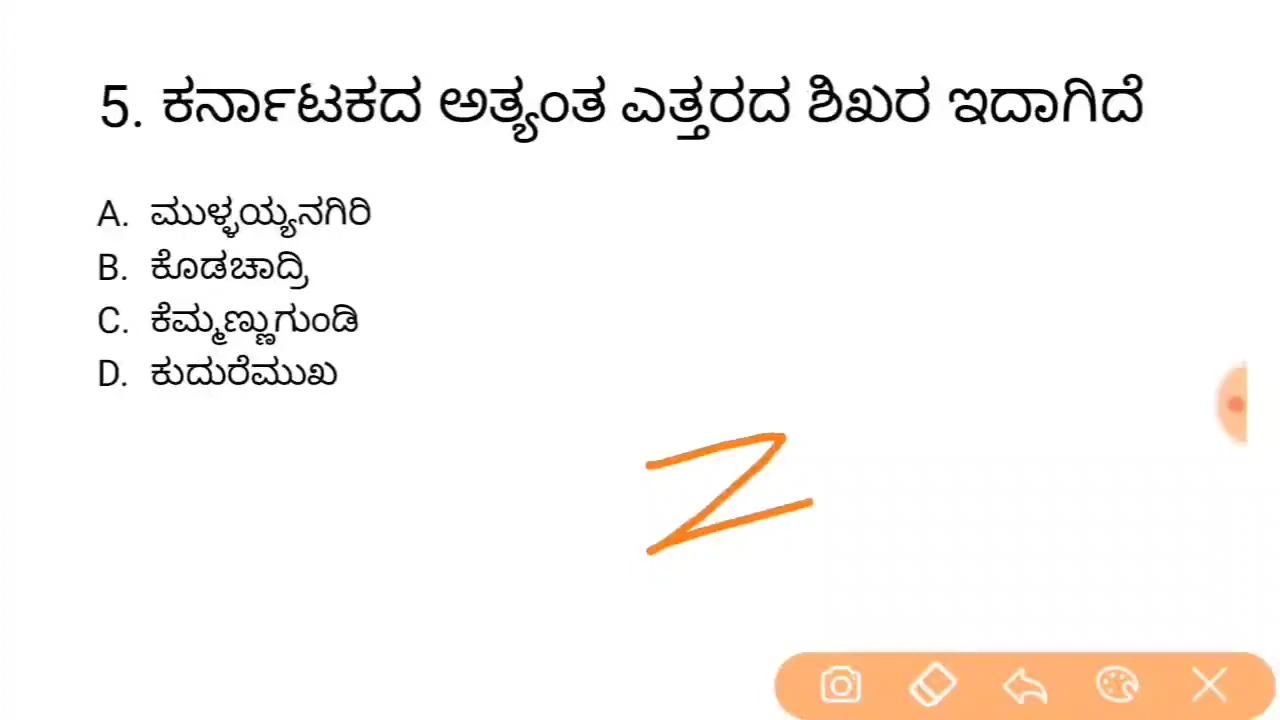 5. ಕರ್ನಾಟಕದ ಅತ್ಯಂತ ಎತ್ತರದ ಶಿಖರ ಇದಾಗಿದೆ
A. ಮುಳ್ಳಯ್ಯನಗಿರಿ
B. ಕೊಡಚಾದ್ರಿ
C. ಕೆಮ್ಮಣ್ಣುಗುಂಡಿ
D. ಕುದುರೆಮುಖ